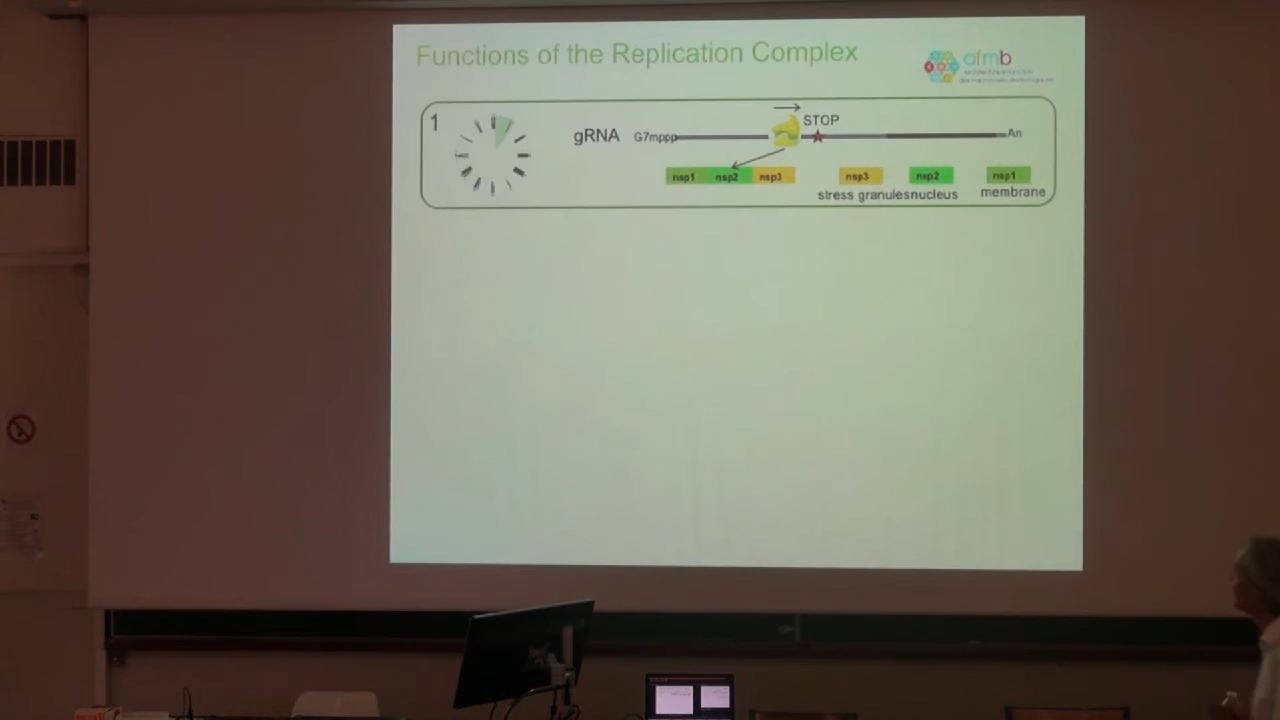 Functions of the Replication Complex
afmb
1
gRNA
G7mppp
STOP
An
nsp1 nsp2 nsp3
nsp3 nsp2 nsp1
stress granules nucleus membrane